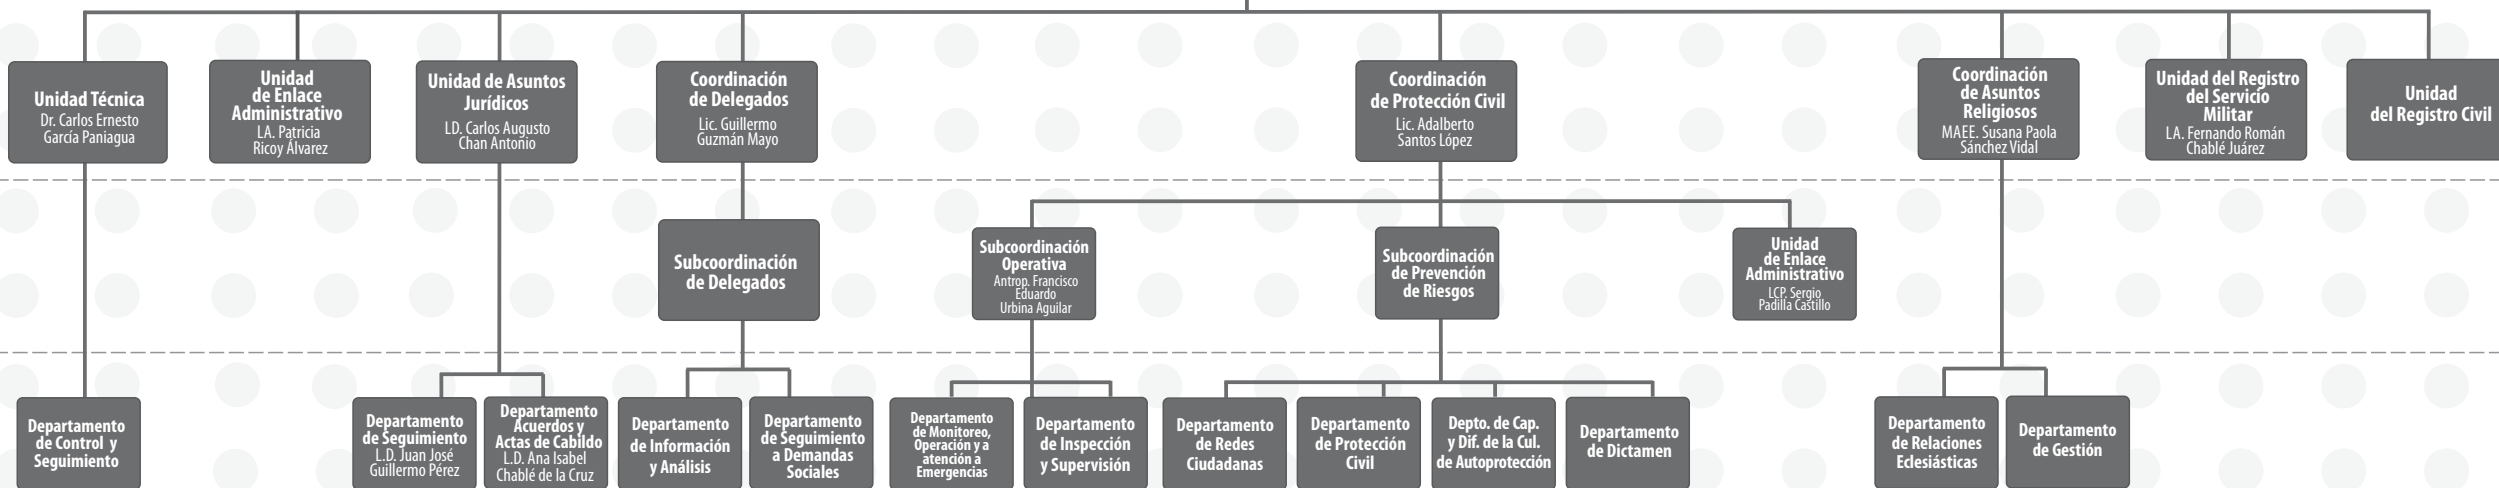 Unidad Técnica
Dr. Carlos Ernesto
García Paniagua
Unidad
de Enlace
Administrativo
LA. Patricia
Ricoy Álvarez
Unidad de Asuntos
Jurídicos
LD. Carlos Augusto
Chan Antonio
Coordinación
de Delegados
Lic. Guillermo
Guzmán Mayo
Coordinación
de Protección Civil
Lic. Adalberto
Santos López
Coordinación
de Asuntos
Religiosos
MAEE. Susana Paola
Sánchez Vidal
Unidad del Registro
del Servicio
Militar
LA. Fernando Román
Chablé Juárez
Unidad
del Registro Civil
Subcoordinación
de Delegados
Subcoordinación
Operativa
Antrop. Francisco
Eduardo
Urbina Aguilar
Subcoordinación
de Prevención
de Riesgos
Unidad
de Enlace
Administrativo
LCP. Sergio
Padilla Castillo
Departamento
de Control y
Seguimiento
Departamento
de Seguimiento
L.D. Juan José
Guillermo Pérez
Departamento
Acuerdos y
Actas de Cabildo
L.D. Ana Isabel
Chablé de la Cruz
Departamento
de Información
y Análisis
Departamento
de Seguimiento
a Demandas
Sociales
Departamento
de Monitoreo,
Operación y a
atención a
Emergencias
Departamento
de Inspección
y Supervisión
Departamento
de Redes
Ciudadanas
Departamento
de Protección
Civil
Depto. de Cap.
y Dif. de la Cul.
de Autoprotección
Departamento
de Dictamen
Departamento
de Relaciones
Eclesiásticas
Departamento
de Gestión